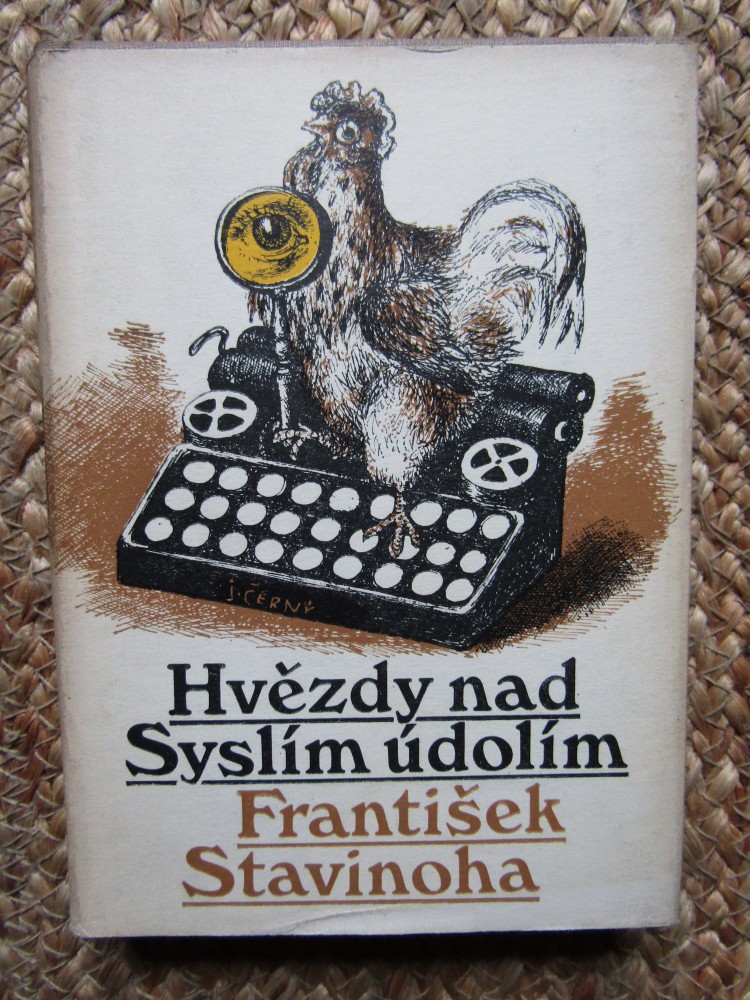 J. ČERNÝ
Hvězdy nad
Syslím údolím
František
Stavinoha